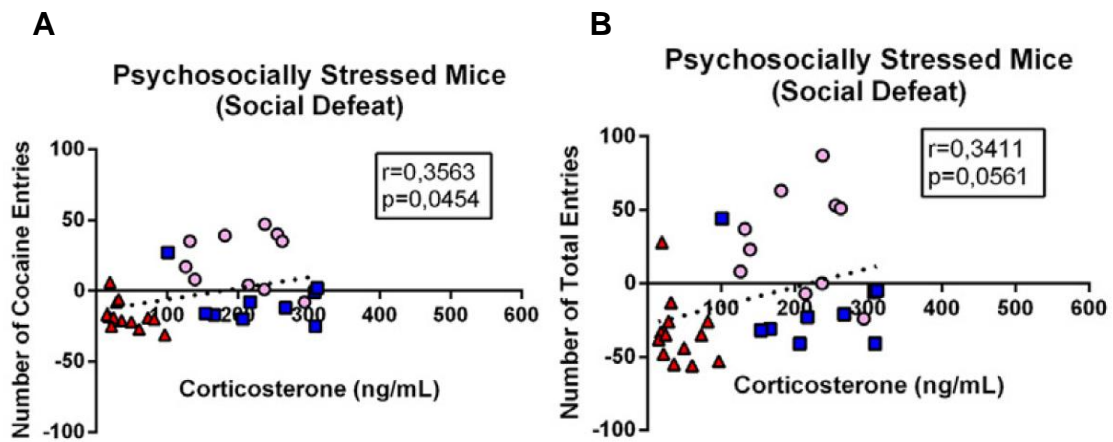 A
Psychosocially Stressed Mice
(Social Defeat)
Number of Cocaine Entries
100
50
0
-50
-100
r=0,3563
p=0,0454
100
200
300
400
500
600
Corticosterone (ng/mL)
B
Psychosocially Stressed Mice
(Social Defeat)
Number of Total Entries
100
50
0
-50
-100
r=0,3411
p=0,0561
100
200
300
400
500
600
Corticosterone (ng/mL)